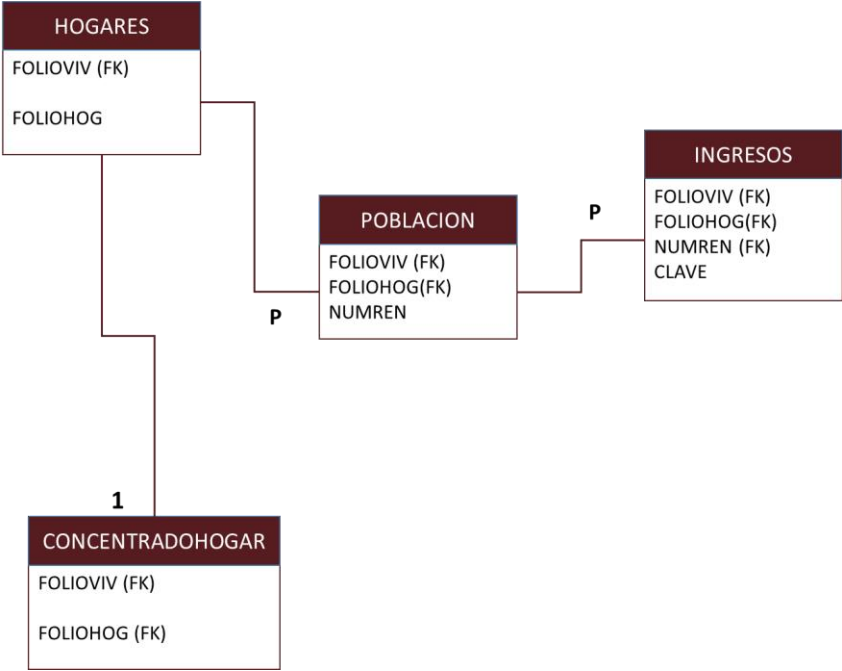 HOGARES
FOLIOVIV (FK)
FOLIOHOG
INGRESOS
FOLIOVIV (FK)
FOLIOHOG(FK)
NUMREN (FK)
CLAVE
P
POBLACION
FOLIOVIV (FK)
FOLIOHOG(FK)
NUMREN
P
1
CONCENTRADOHOGAR
FOLIOVIV (FK)
FOLIOHOG (FK)